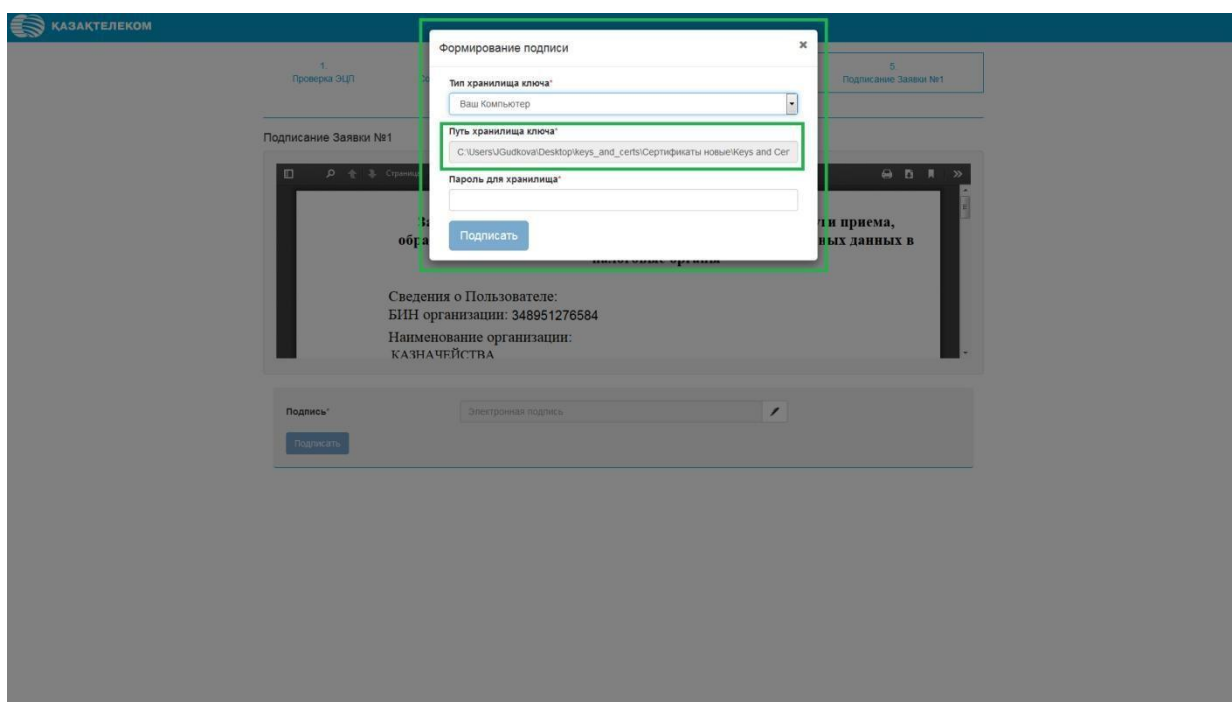 ҚАЗАҚТЕЛЕКОМ
Формирование подписи
×
1.
Проверка ЭЦП
5.
Подписание Заявки №1
Тип хранилища ключа*
Ваш Компьютер
Путь хранилища ключа*
C:\Users\JGudkova\Desktop\keys_and_certs\Сертификаты новые\Keys and Cer
Пароль для хранилища*
Подписать
Подписание Заявки №1
приема,
данных в
Сведения о Пользователе:
БИН организации: 348951276584
Наименование организации:
КАЗНАЧЕЙСТВА
Подпись*
Электронная подпись
Подписать